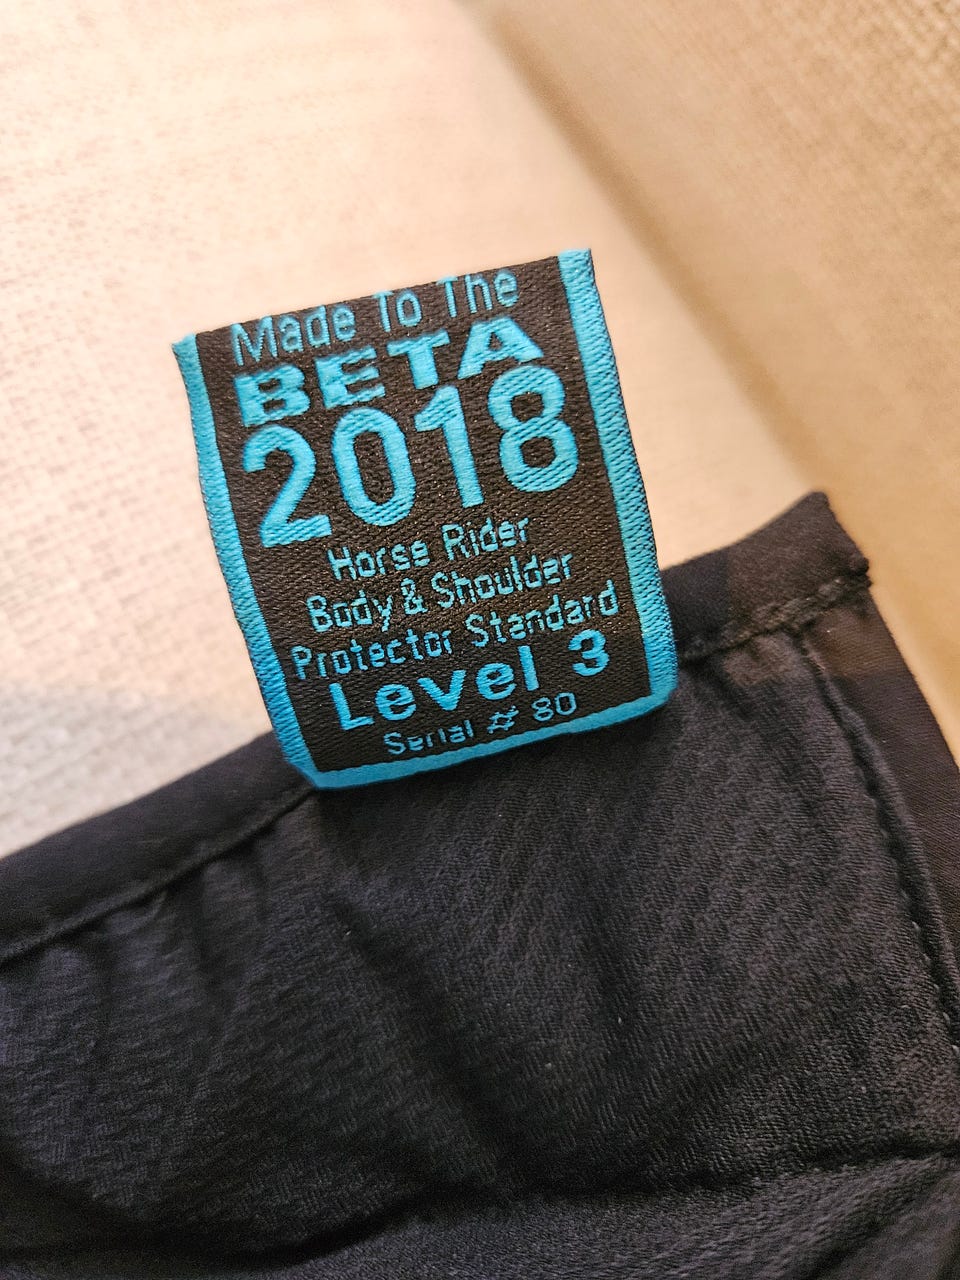 Made To The
BETA
2018
Horse Rider
Body & Shoulder
Protector Standard
Level 3
Serial # 80